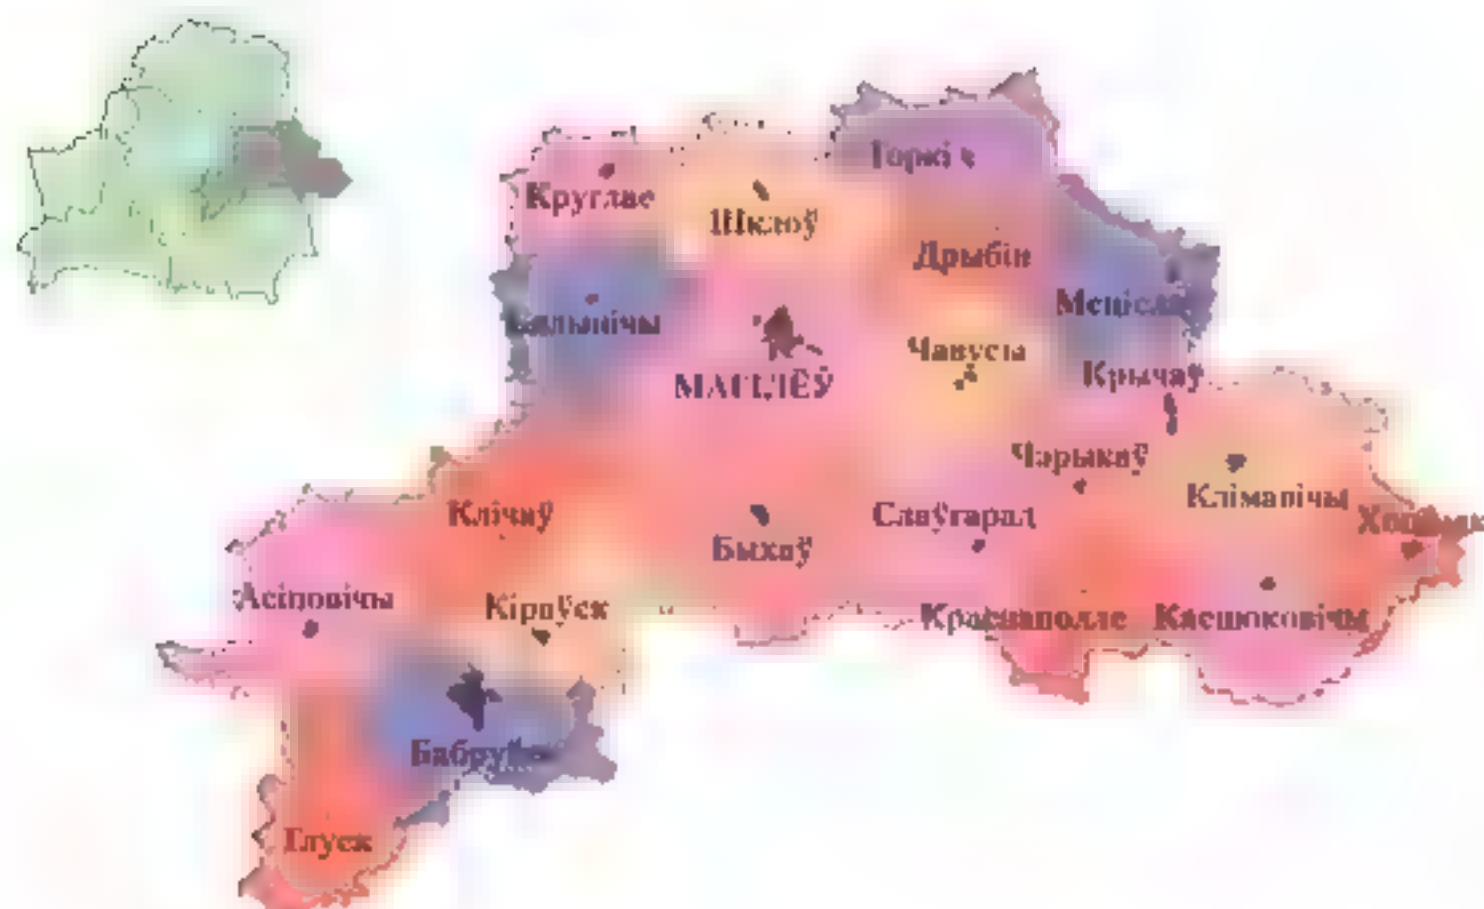 Горкі
Круглае
Шклоў
Дрыбін
Чавусы
Крычаў
МАГІЛЁЎ
Чэрыкаў
Клімавічы
Клічаў
Слаўгарад
Быхаў
Асіповічы
Кіраўск
Краснаполле
Касцюковічы
Глуск